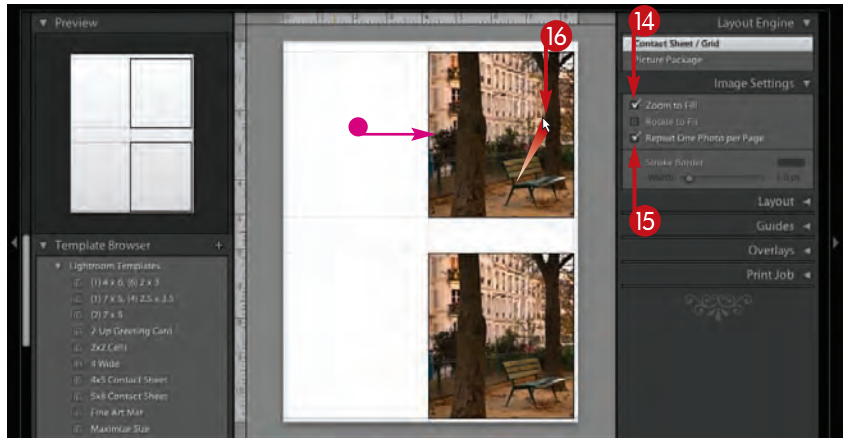 Preview
Template Browser +
Lightroom Templates
(1) 4 x 6, (6) 2 x 3
(1) 7 x 5, (4) 2.5 x 3.5
(2) 7 x 5
2-Up Greeting Card
2x2 Cells
4 Wide
4x5 Contact Sheet
5x8 Contact Sheet
Fine Art Mat
Maximize Size
16
14
Layout Engine
Contact Sheet / Grid
Picture Package
Image Settings
Zoom to Fill
Rotate to Fit
Repeat One Photo per Page
Stroke Border
Width 1.0 pt
15
Layout
Guides
Overlays
Print Job